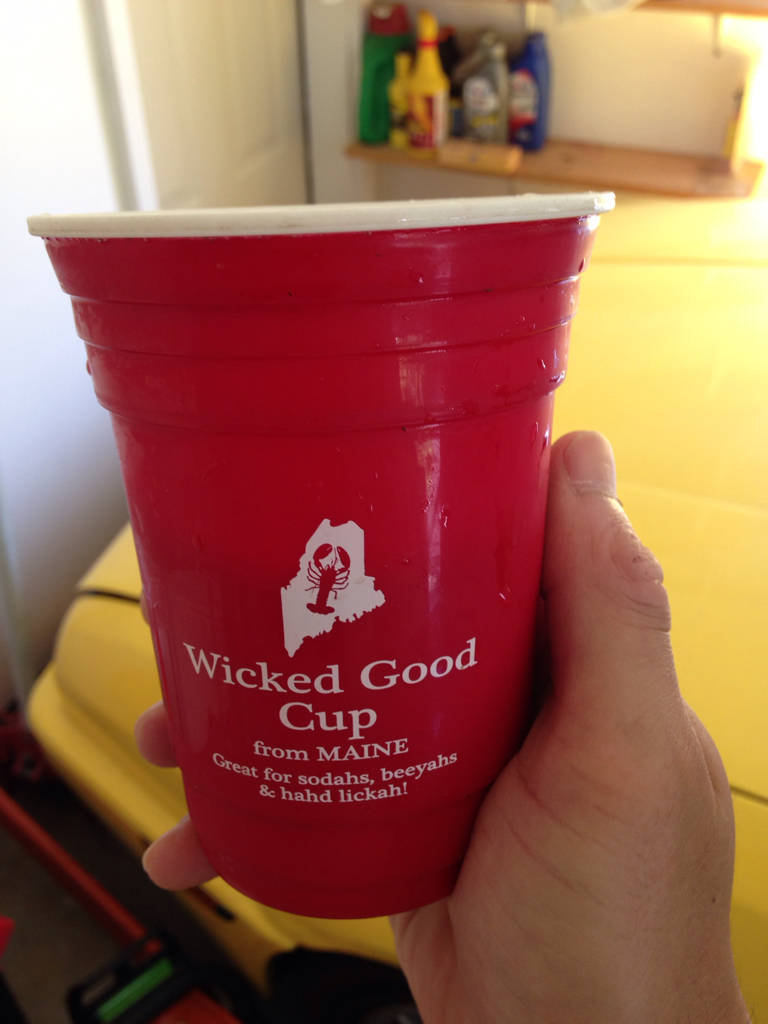 Wicked Good
Cup
from MAINE
Great for sodahs, beeyahs
& hahd lickah!